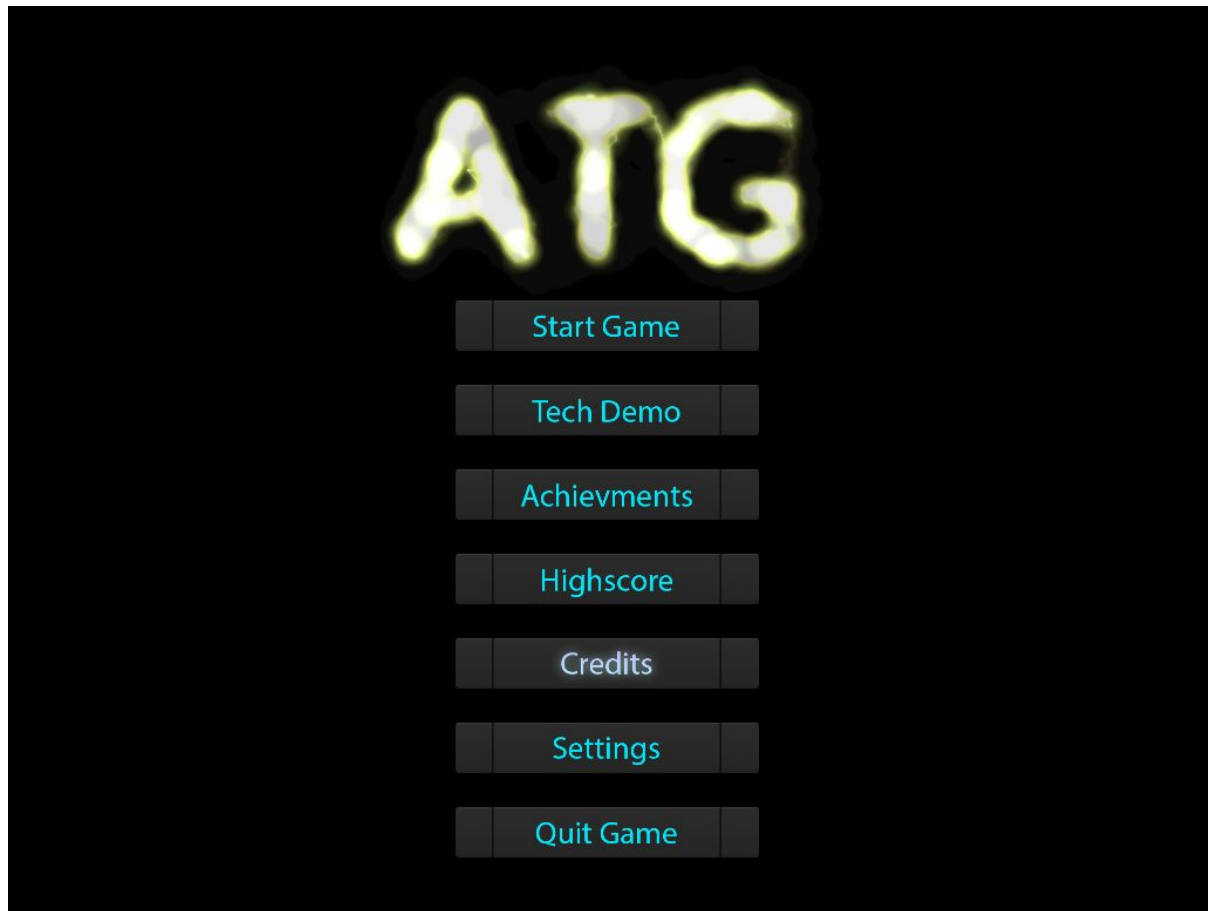 ATG
Start Game
Tech Demo
Achievments
Highscore
Credits
Settings
Quit Game